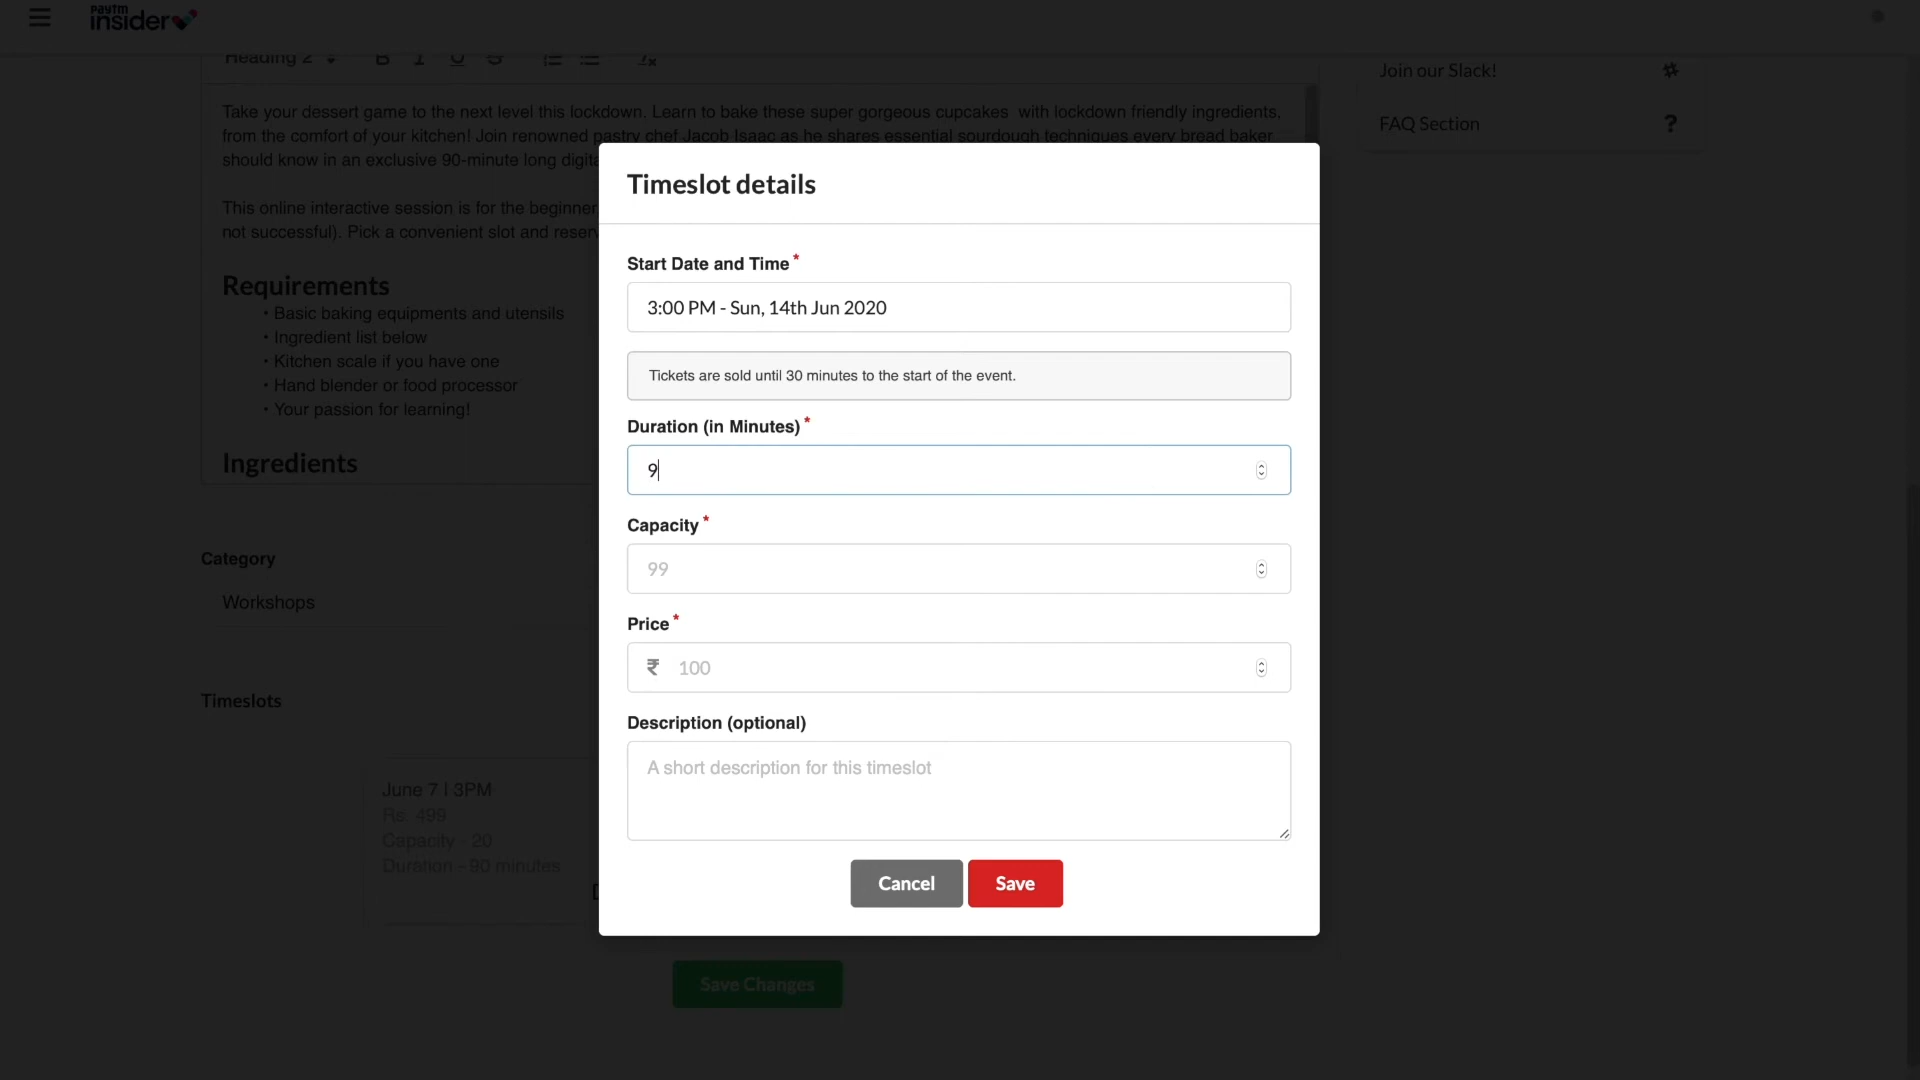 paytm
insider
Heading 2
B I U S
Take your dessert game to the next level this lockdown. Learn to bake these super gorgeous cupcakes with lockdown friendly ingredients,
from the comfort of your kitchen! Join renowned pastry chef Jacob Isaac as he shares essential sourdough techniques every bread baker
should know in an exclusive 90-minute long digita
This online interactive session is for the beginner
not successful). Pick a convenient slot and reserv
Requirements
• Basic baking equipments and utensils
• Ingredient list below
• Kitchen scale if you have one
• Hand blender or food processor
• Your passion for learning!
Ingredients
Category
Workshops
Timeslots
June 7 | 3PM
Rs. 499
Capacity - 20
Duration - 90 minutes
Save Changes
Join our Slack!
FAQ Section ?
Timeslot details
Start Date and Time *
3:00 PM - Sun, 14th Jun 2020
Tickets are sold until 30 minutes to the start of the event.
Duration (in Minutes) *
9
Capacity *
99
Price *
₹ 100
Description (optional)
A short description for this timeslot
Cancel
Save